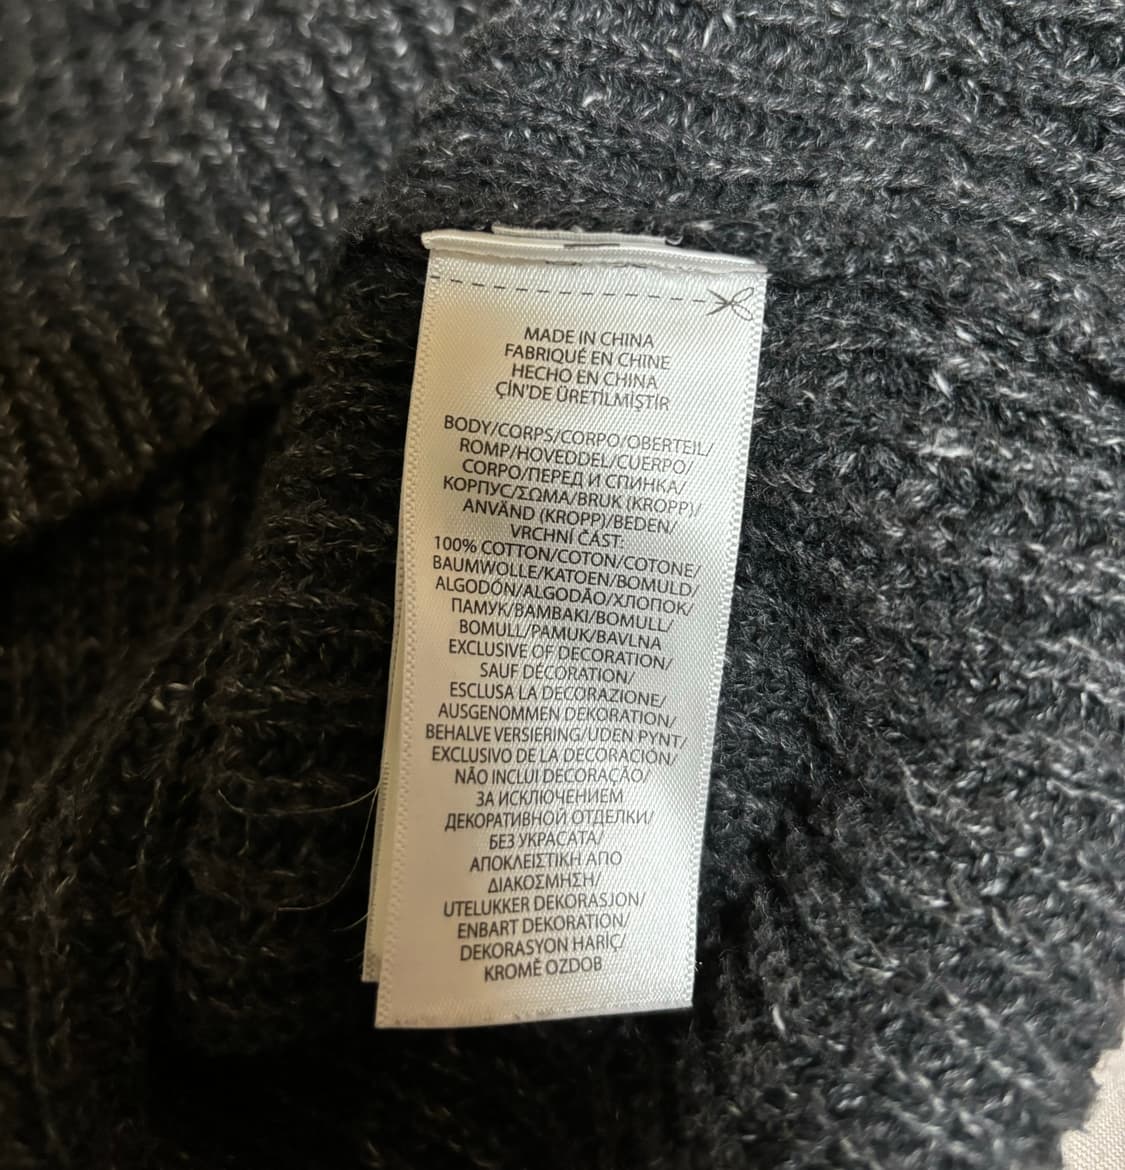 MADE IN CHINA
FABRIQUÉ EN CHINE
HECHO EN CHINA
ÇİN'DE ÜRETİLMİŞTİR
BODY/CORPS/CORPO/OBERTEIL/
ROMP/HOVEDDEL/CUERPO/
CORPO/ПЕРЕД И СПИНКА/
КОРПУС/ΣΩΜΑ/BRUK (KROPP)/
ANVÄND (KROPP)/BEDEN/
VRCHNÍ ČÁST:
100% COTTON/COTON/COTONE/
BAUMWOLLE/KATOEN/BOMULD/
ALGODÓN/ALGODÃO/ХЛОПОК/
ПАМУК/ΒΑΜΒΑΚΙ/BOMULL/
BOMULL/PAMUK/BAVLNA
EXCLUSIVE OF DECORATION/
SAUF DÉCORATION/
ESCLUSA LA DECORAZIONE/
AUSGENOMMEN DEKORATION/
BEHALVE VERSIERING/UDEN PYNT/
EXCLUSIVO DE LA DECORACIÓN/
NÃO INCLUI DECORAÇÃO/
ЗА ИСКЛЮЧЕНИЕМ
ДЕКОРАТИВНОЙ ОТДЕЛКИ/
БЕЗ УКРАСАТА/
ΑΠΟΚΛΕΙΣΤΙΚΗ ΑΠΟ
ΔΙΑΚΟΣΜΗΣΗ/
UTELUKKER DEKORASJON/
ENBART DEKORATION/
DEKORASYON HARİÇ/
KROMĚ OZDOB